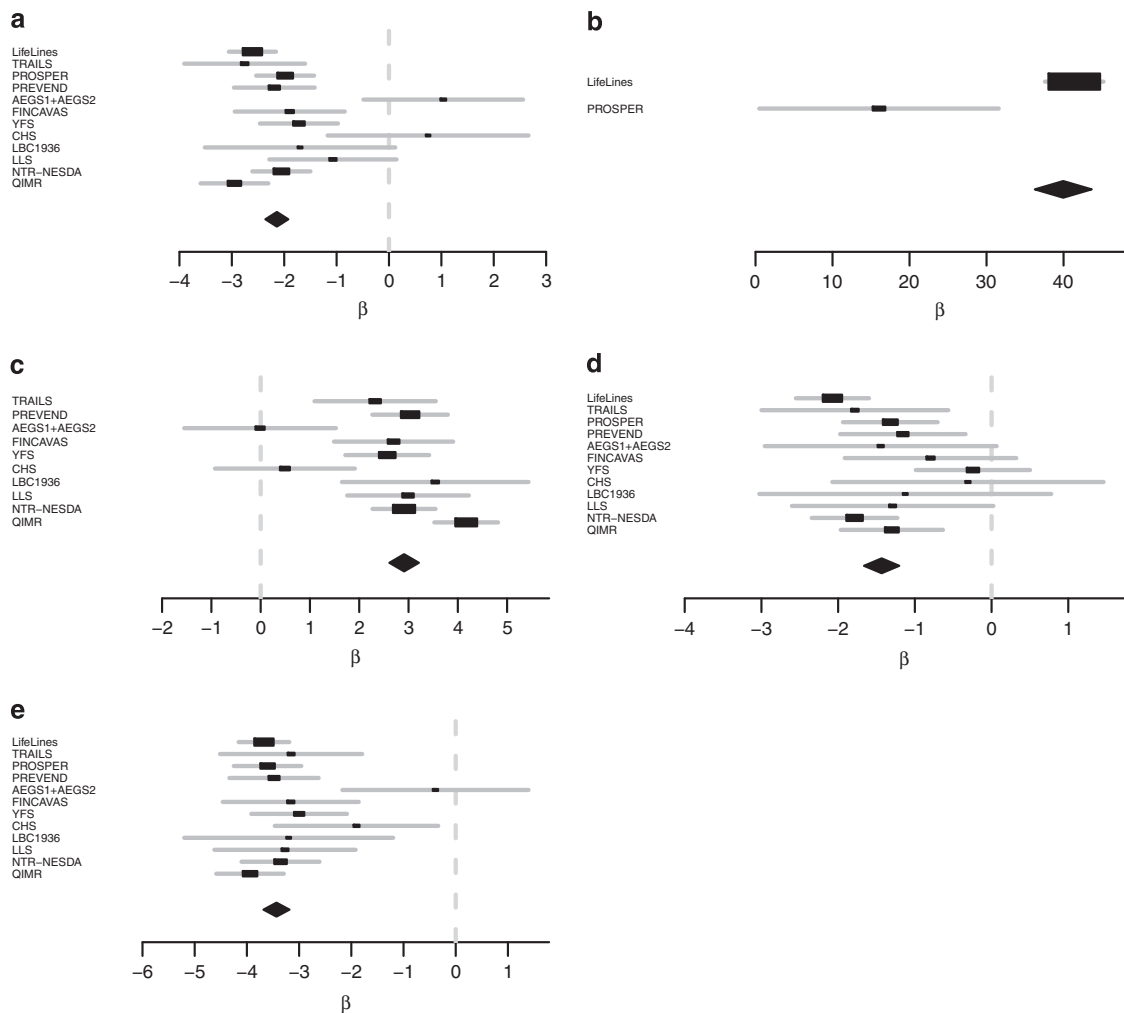 a
LifeLines
TRAILS
PROSPER
PREVEND
AEGS1+AEGS2
FINCAVAS
YFS
CHS
LBC1936
LLS
NTR−NESDA
QIMR
−4 −3 −2 −1 0 1 2 3
β
b
LifeLines
PROSPER
0 10 20 30 40
β
c
TRAILS
PREVEND
AEGS1+AEGS2
FINCAVAS
YFS
CHS
LBC1936
LLS
NTR−NESDA
QIMR
−2 −1 0 1 2 3 4 5
β
d
LifeLines
TRAILS
PROSPER
PREVEND
AEGS1+AEGS2
FINCAVAS
YFS
CHS
LBC1936
LLS
NTR−NESDA
QIMR
−4 −3 −2 −1 0 1
β
e
LifeLines
TRAILS
PROSPER
PREVEND
AEGS1+AEGS2
FINCAVAS
YFS
CHS
LBC1936
LLS
NTR−NESDA
QIMR
−6 −5 −4 −3 −2 −1 0 1
β